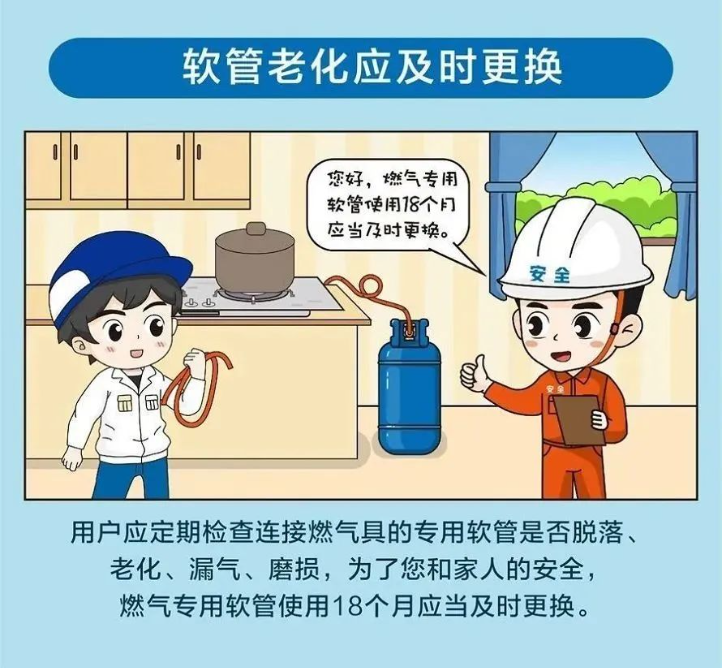 软管老化应及时更换
您好，燃气专用
软管使用18个月
应当及时更换。
安全
安全
用户应定期检查连接燃气具的专用软管是否脱落、
老化、漏气、磨损，为了您和家人的安全，
燃气专用软管使用18个月应当及时更换。